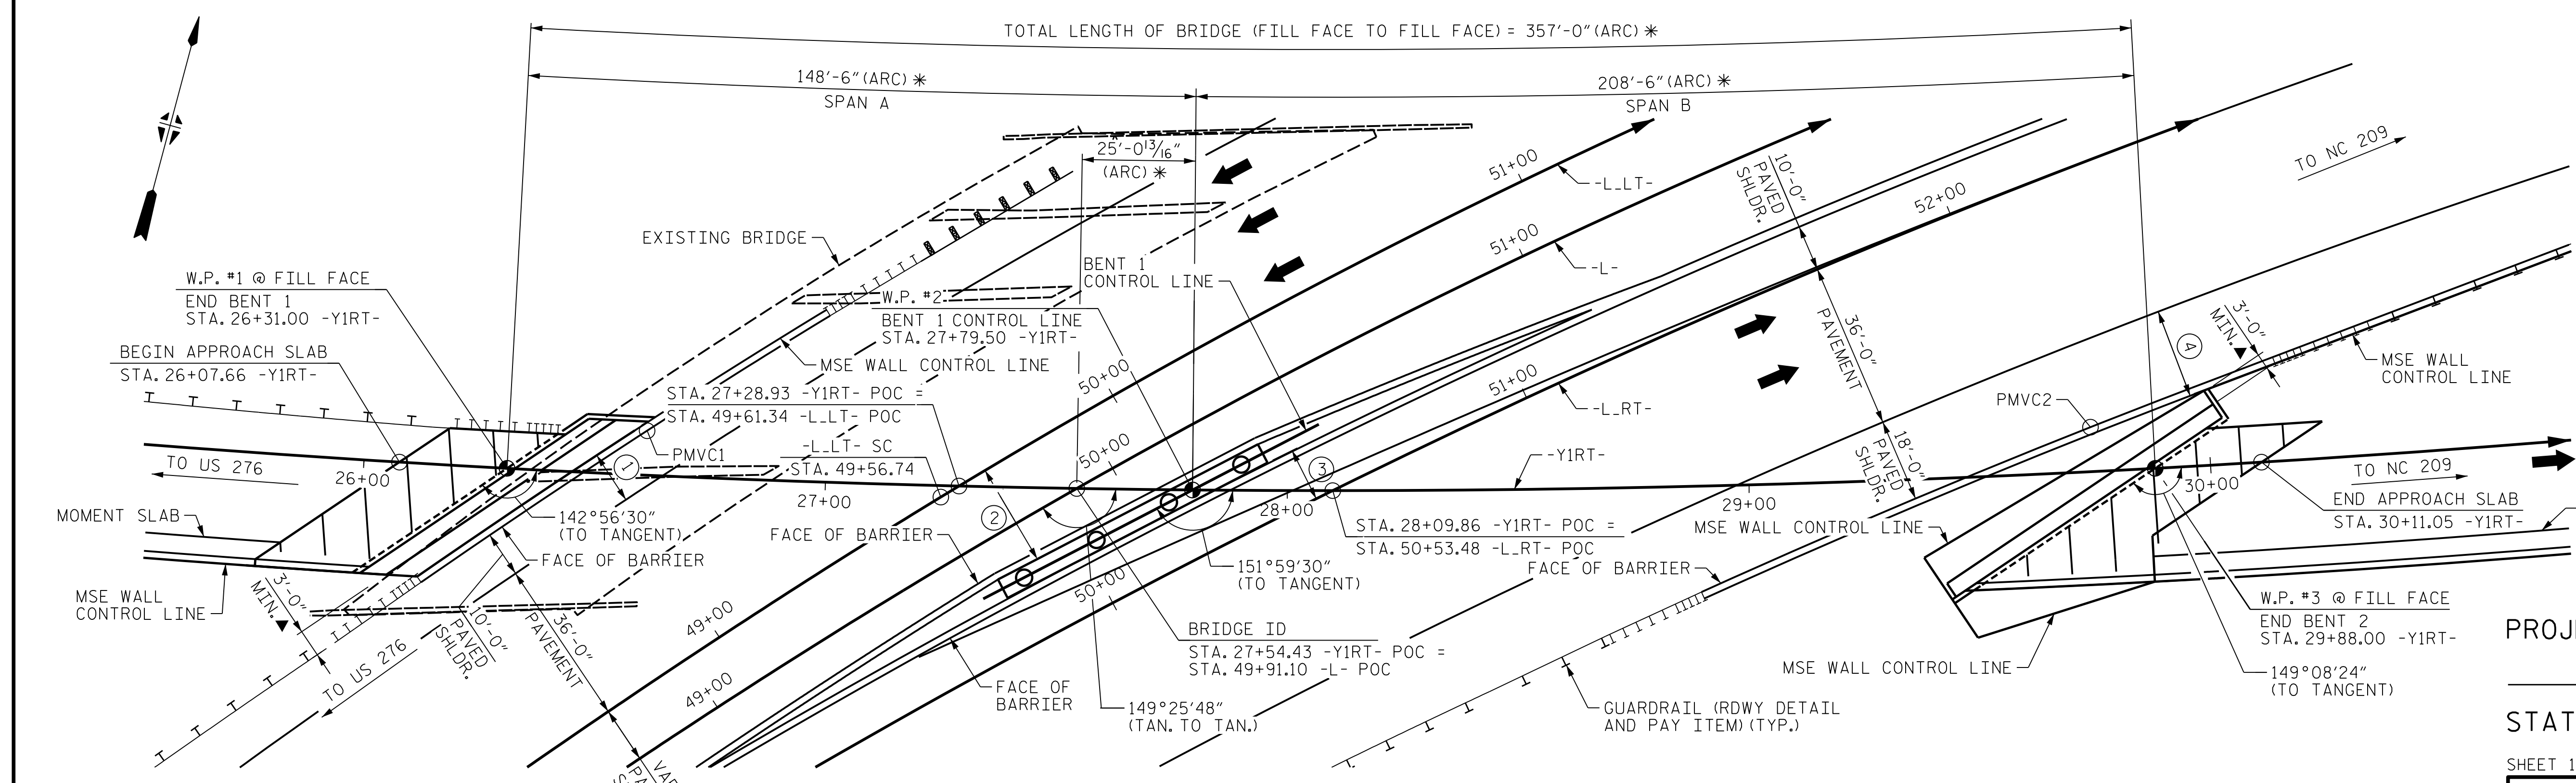 TOTAL LENGTH OF BRIDGE (FILL FACE TO FILL FACE) = 357'-0" (ARC) *
148'-6" (ARC) *
SPAN A
208'-6" (ARC) *
SPAN B
25'-0 13/16"
(ARC) *
51+00
-L_LT-
51+00
-L-
10'-0"
PAVED
SHLDR.
52+00
TO NC 209
EXISTING BRIDGE
BENT 1
CONTROL LINE
W.P. #1 @ FILL FACE
END BENT 1
STA. 26+31.00 -Y1RT-
W.P. #2
BENT 1 CONTROL LINE
STA. 27+79.50 -Y1RT-
BEGIN APPROACH SLAB
STA. 26+07.66 -Y1RT-
MSE WALL CONTROL LINE
36'-0"
PAVEMENT
3'-0"
MIN.
4
MSE WALL
CONTROL LINE
STA. 27+28.93 -Y1RT- POC =
STA. 49+61.34 -L_LT- POC
50+00
51+00
-L_RT-
PMVC2
-L_LT- SC
STA. 49+56.74
50+00
PMVC1
TO US 276
26+00
1
27+00
3
-Y1RT-
18'-0"
PAVED
SHLDR.
TO NC 209
30+00
END APPROACH SLAB
STA. 30+11.05 -Y1RT-
MOMENT SLAB
142°56'30"
(TO TANGENT)
FACE OF BARRIER
2
FACE OF BARRIER
28+00
29+00
STA. 28+09.86 -Y1RT- POC =
STA. 50+53.48 -L_RT- POC
MSE WALL CONTROL LINE
151°59'30"
(TO TANGENT)
FACE OF BARRIER
50+00
MSE WALL
CONTROL LINE
3'-0"
MIN.
10'-0"
PAVED
SHLDR.
36'-0"
PAVEMENT
49+00
W.P. #3 @ FILL FACE
END BENT 2
STA. 29+88.00 -Y1RT-
BRIDGE ID
STA. 27+54.43 -Y1RT- POC =
STA. 49+91.10 -L- POC
TO US 276
49+00
MSE WALL CONTROL LINE
149°08'24"
(TO TANGENT)
FACE OF
BARRIER
149°25'48"
(TAN. TO TAN.)
GUARDRAIL (RDWY DETAIL
AND PAY ITEM) (TYP.)
PROJ
STAT
SHEET 1